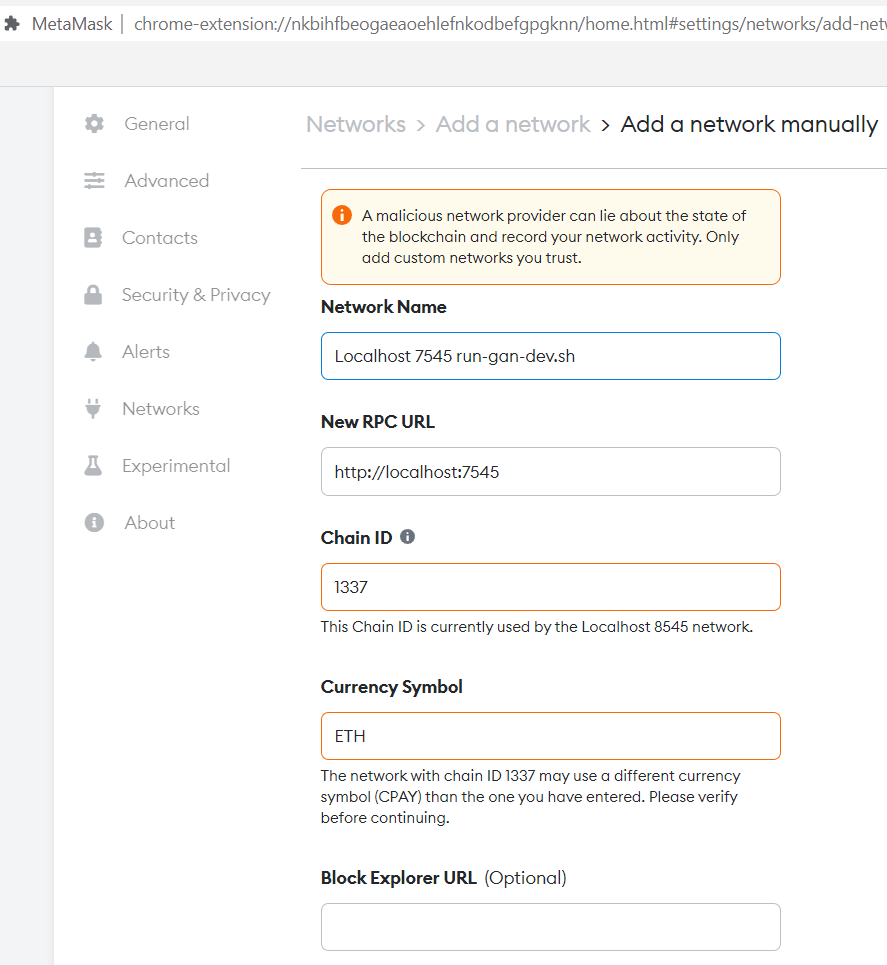 MetaMask | chrome-extension://nkbihfbeogaeaoehlefnkodbefgpgknn/home.html#settings/networks/add-netw
General
Advanced
Contacts
Security & Privacy
Alerts
Networks
Experimental
About
Networks > Add a network > Add a network manually
A malicious network provider can lie about the state of
the blockchain and record your network activity. Only
add custom networks you trust.
Network Name
Localhost 7545 run-gan-dev.sh
New RPC URL
http://localhost:7545
Chain ID
1337
This Chain ID is currently used by the Localhost 8545 network.
Currency Symbol
ETH
The network with chain ID 1337 may use a different currency
symbol (CPAY) than the one you have entered. Please verify
before continuing.
Block Explorer URL (Optional)